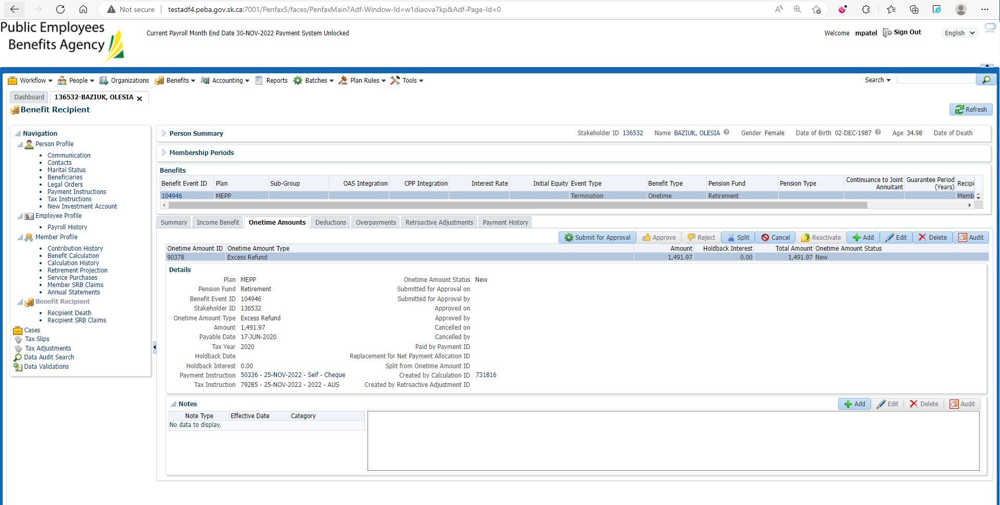 Not secure | testadf4.peba.gov.sk.ca:7001/Penfax5/faces/PenfaxMain?Adf-Window-Id=w1diaova7kp&Adf-Page-Id=0
Public Employees
Benefits Agency
Current Payroll Month End Date 30-NOV-2022 Payment System Unlocked
Welcome mpatel Sign Out English
Workflow People Organizations Benefits Accounting Reports Batches Plan Rules Tools Search
Dashboard 136532-BAZIUK, OLESIA
Benefit Recipient
Refresh
Navigation
Person Profile
Communication
Contacts
Marital Status
Beneficiaries
Legal Orders
Payment Instructions
Tax Instructions
New Investment Account
Employee Profile
Payroll History
Member Profile
Contribution History
Benefit Calculation
Calculation History
Retirement Projection
Service Purchases
Member SRB Claims
Annual Statements
Benefit Recipient
Recipient Death
Recipient SRB Claims
Cases
Tax Slips
Tax Adjustments
Data Audit Search
Data Validations
Person Summary Stakeholder ID 136532 Name BAZIUK, OLESIA Gender Female Date of Birth 02-DEC-1987 Age 34.98 Date of Death
Membership Periods
Benefits
Benefit Event ID Plan Sub-Group OAS Integration CPP Integration Interest Rate Initial Equity Event Type Benefit Type Pension Fund Pension Type Continuance to Joint Annuitant Guarantee Period (Years) Recipi
104946 MEPP Termination Onetime Retirement Memb
Summary Income Benefit Onetime Amounts Deductions Overpayments Retroactive Adjustments Payment History
Submit for Approval Approve Reject Split Cancel Reactivate Add Edit Delete Audit
Onetime Amount ID Onetime Amount Type Amount Holdback Interest Total Amount Onetime Amount Status
90378 Excess Refund 1,491.97 0.00 1,491.97 New
Details
Plan MEPP Onetime Amount Status New
Pension Fund Retirement Submitted for Approval on
Benefit Event ID 104946 Submitted for Approval by
Stakeholder ID 136532 Approved on
Onetime Amount Type Excess Refund Approved by
Amount 1,491.97 Cancelled on
Payable Date 17-JUN-2020 Cancelled by
Tax Year 2020 Paid by Payment ID
Holdback Date Replacement for Net Payment Allocation ID
Holdback Interest 0.00 Split from Onetime Amount ID
Payment Instruction 50336 - 25-NOV-2022 - Self - Cheque Created by Calculation ID 731816
Tax Instruction 79285 - 25-NOV-2022 - 2022 - AUS Created by Retroactive Adjustment ID
Notes Add Edit Delete Audit
Note Type Effective Date Category
No data to display.